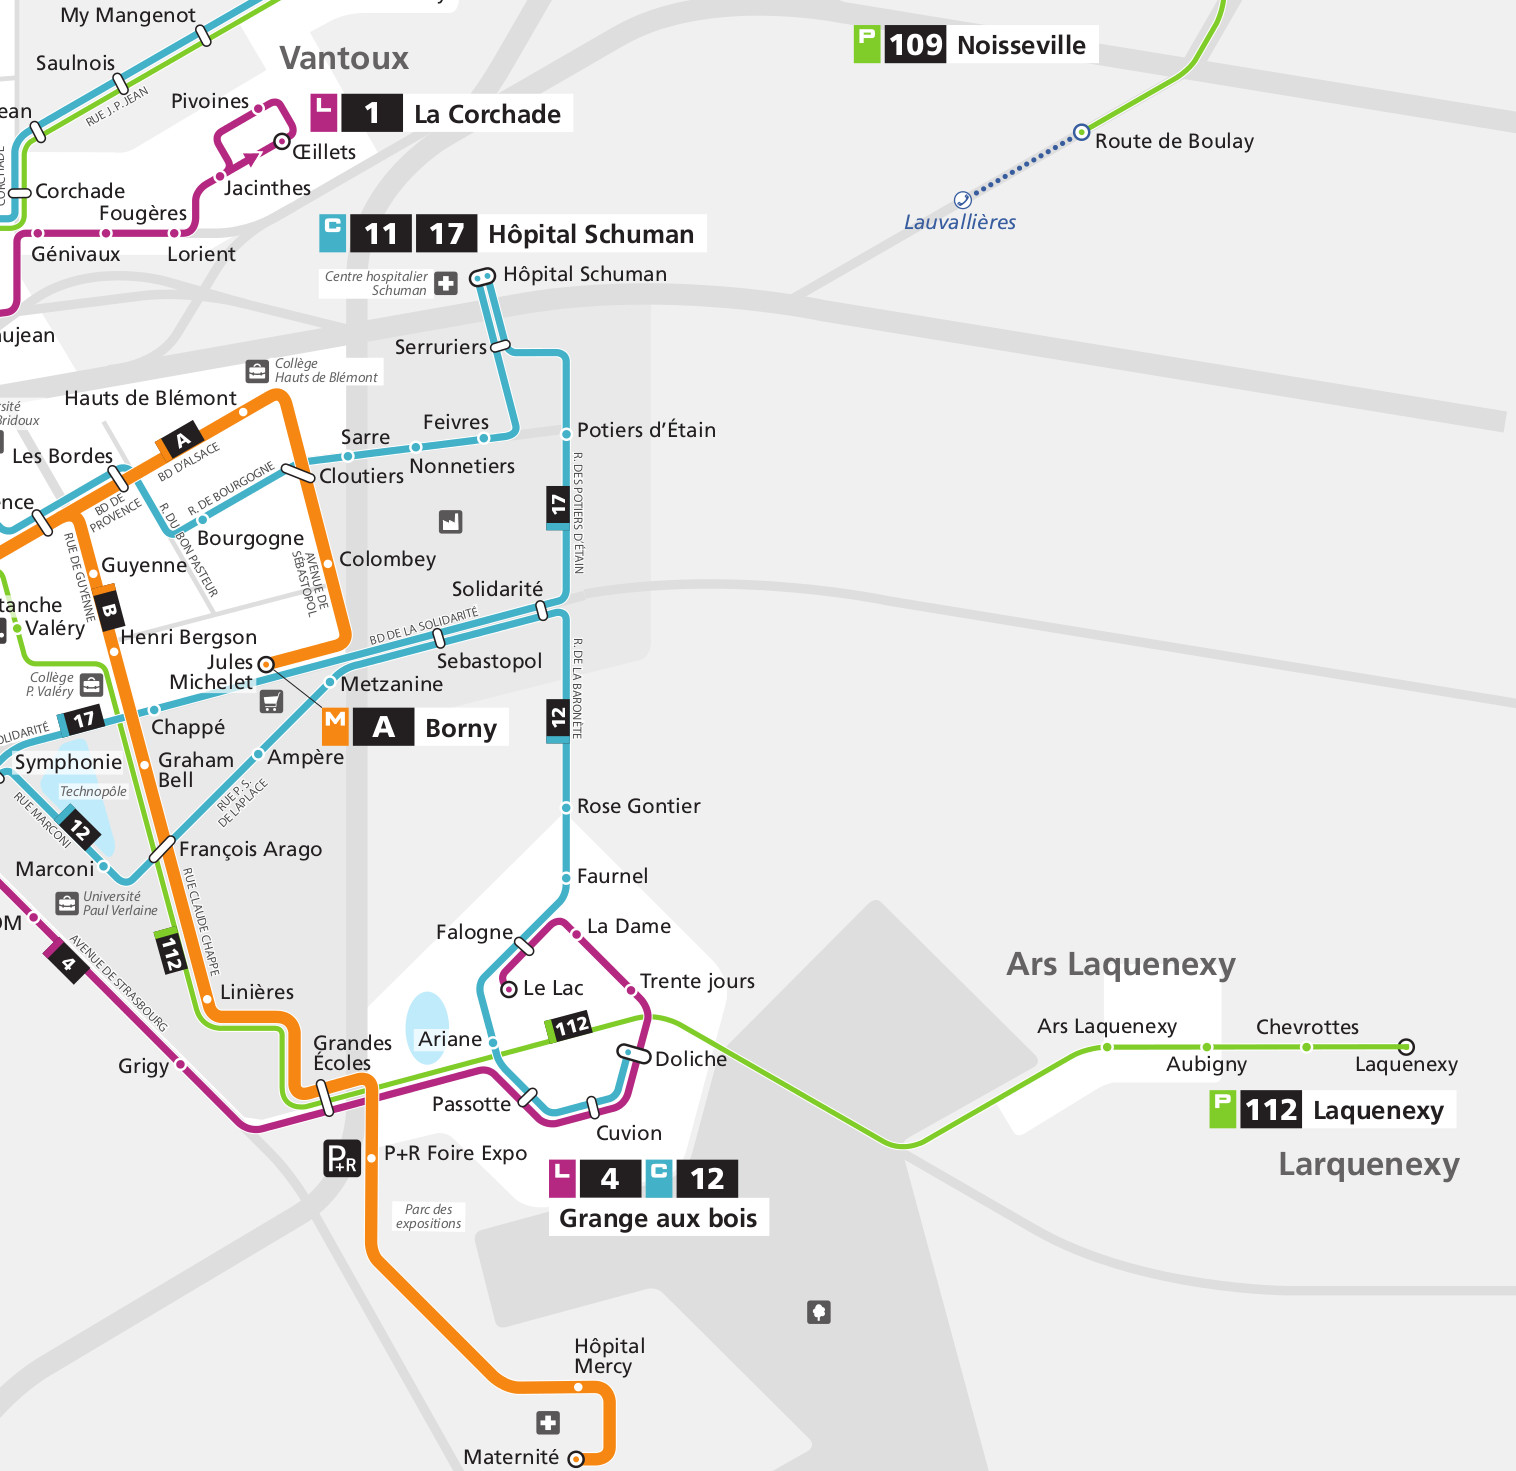 My Mangenot
Vantoux
P 109 Noisseville
Saulnois
RUE J.P. JEAN
Pivoines
L 1 La Corchade
ean
Œillets
Route de Boulay
CORCHADE
Corchade
Jacinthes
Fougères
Lauvallières
C 11 17 Hôpital Schuman
Génivaux
Lorient
Centre hospitalier
Schuman
Hôpital Schuman
ujean
Serruriers
Collège
Hauts de Blémont
Hauts de Blémont
sité
Bridoux
A
Feivres
Potiers d'Étain
Sarre
Les Bordes
BD D'ALSACE
Nonnetiers
Cloutiers
R. DE BOURGOGNE
R. DES POTIERS D'ÉTAIN
ence
BD DE
PROVENCE
R. DU BON PASTEUR
17
Bourgogne
RUE DE GUYENNE
Guyenne
AVENUE DE
SÉBASTOPOL
Colombey
Solidarité
tanche
B
Valéry
BD DE LA SOLIDARITÉ
Henri Bergson
Jules
Michelet
Sebastopol
R. DE LA BARONÈTE
Collège
P. Valéry
Metzanine
17
12
OLIDARITÉ
Chappé
M A Borny
Symphonie
Graham
Bell
Ampère
Technopôle
RUE P. S.
DE LAPLACE
RUE MARCONI
12
Rose Gontier
François Arago
Marconi
Faurnel
Université
Paul Verlaine
RUE CLAUDE CHAPPE
OM
La Dame
Falogne
112
4
AVENUE DE STRASBOURG
Ars Laquenexy
Trente jours
Linières
Le Lac
112
Ars Laquenexy
Chevrottes
Ariane
Grandes
Écoles
Doliche
Grigy
Aubigny
Laquenexy
Passotte
P 112 Laquenexy
Cuvion
P+R
P+R Foire Expo
Larquenexy
L 4 C 12
Grange aux bois
Parc des
expositions
Hôpital
Mercy
Maternité